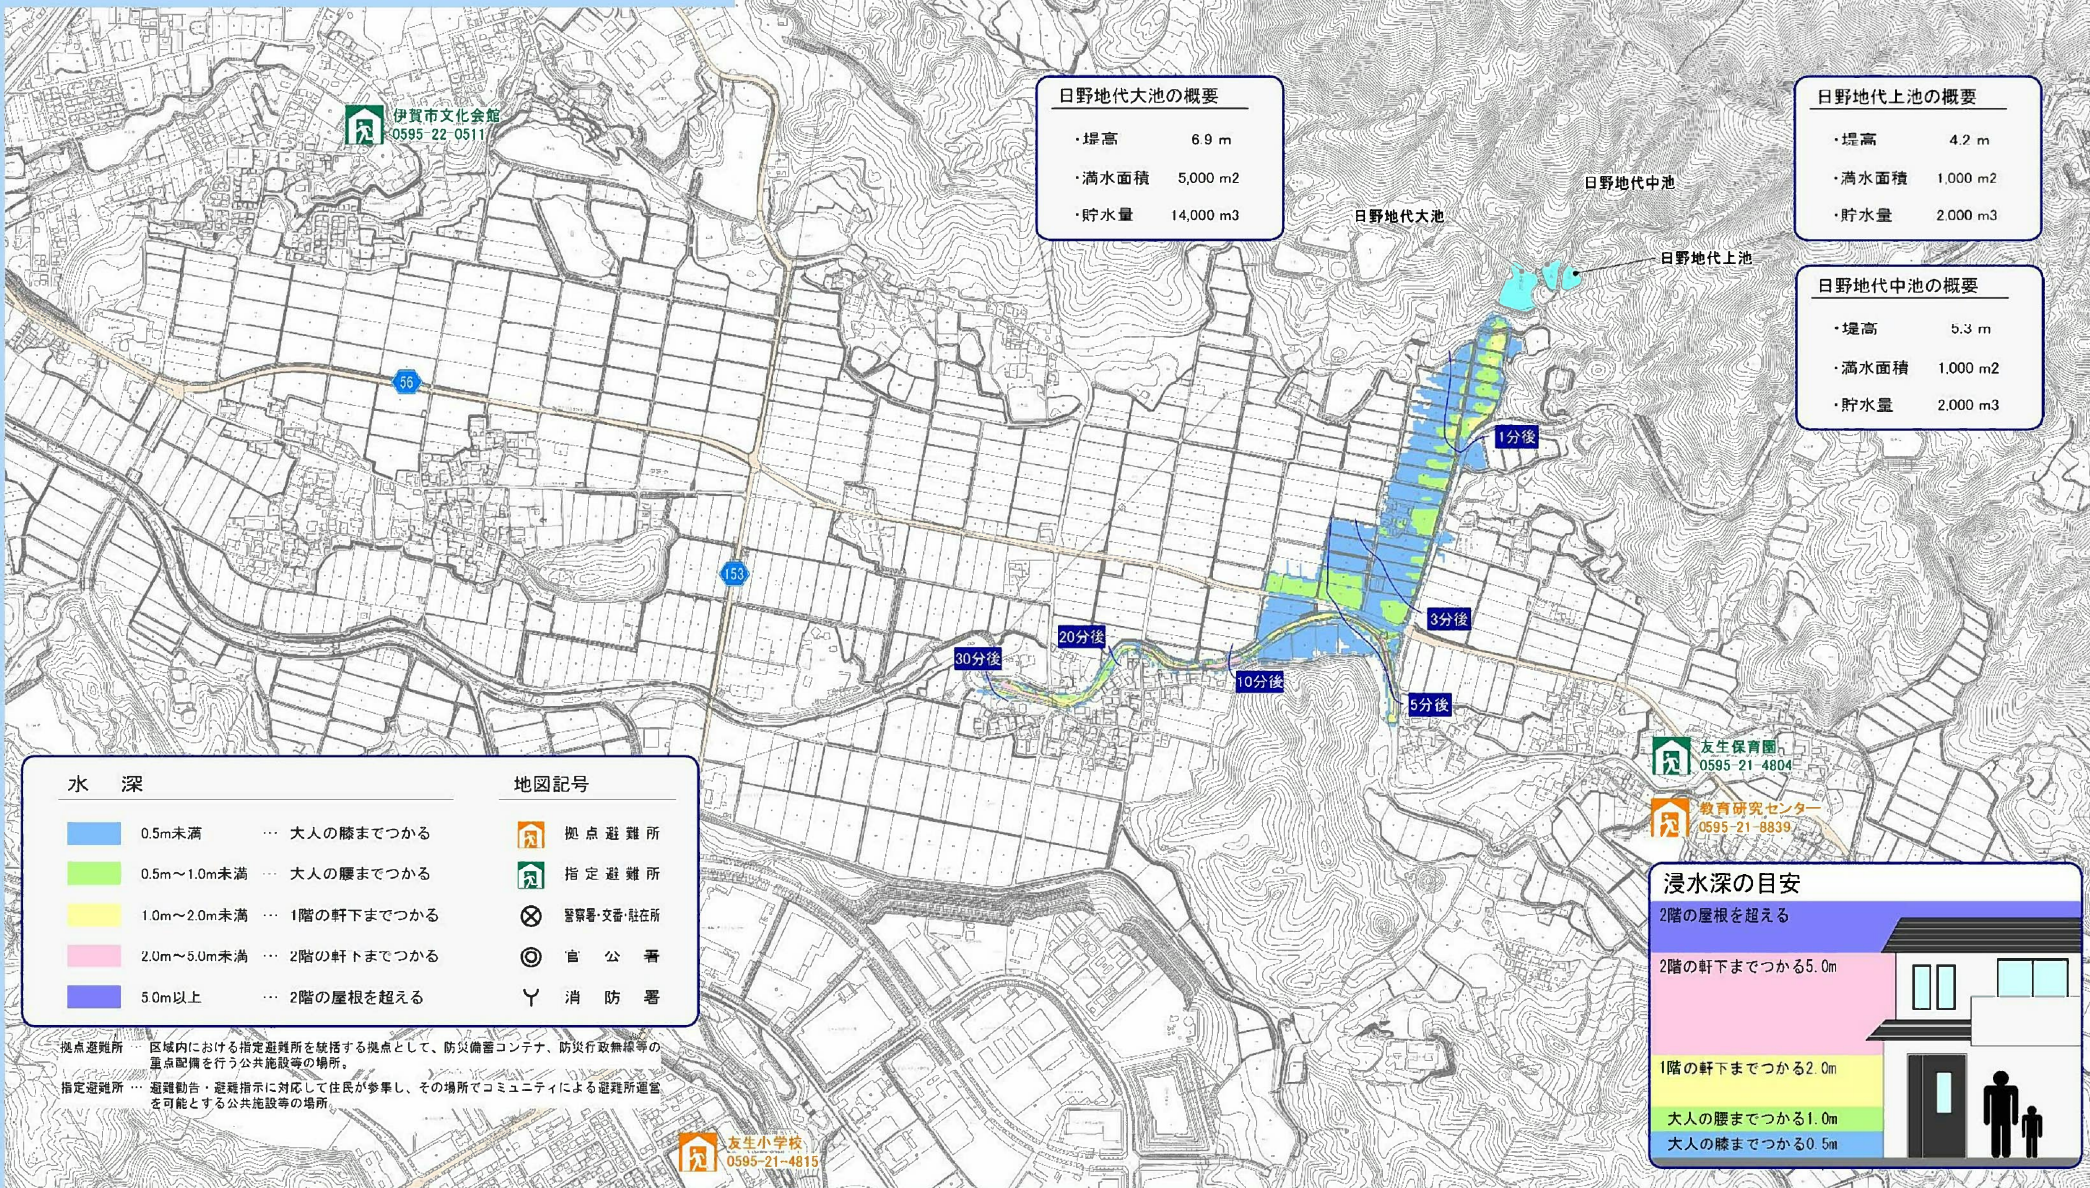 伊賀市文化会館
0595-22-0511
日野地代大池の概要
・堤高 6.9 m
・満水面積 5,000 m2
・貯水量 14,000 m3
日野地代上池の概要
・堤高 4.2 m
・満水面積 1,000 m2
・貯水量 2,000 m3
日野地代中池の概要
・堤高 5.3 m
・満水面積 1,000 m2
・貯水量 2,000 m3
日野地代中池
日野地代大池
日野地代上池
56
153
1分後
3分後
5分後
10分後
20分後
30分後
友生保育園
0595-21-4804
教育研究センター
0595-21-8839
水 深
0.5m未満 … 大人の膝までつかる
0.5m～1.0m未満 … 大人の腰までつかる
1.0m～2.0m未満 … 1階の軒下までつかる
2.0m～5.0m未満 … 2階の軒下までつかる
5.0m以上 … 2階の屋根を超える
地図記号
拠点避難所
指定避難所
警察署・交番・駐在所
官公署
消防署
拠点避難所 … 区域内における指定避難所を統括する拠点として、防災備蓄コンテナ、防災行政無線等の
重点配備を行う公共施設等の場所。
指定避難所 … 避難勧告・避難指示に対応して住民が参集し、その場所でコミュニティによる避難所運営
を可能とする公共施設等の場所。
友生小学校
0595-21-4815
浸水深の目安
2階の屋根を超える
2階の軒下までつかる5.0m
1階の軒下までつかる2.0m
大人の腰までつかる1.0m
大人の膝までつかる0.5m